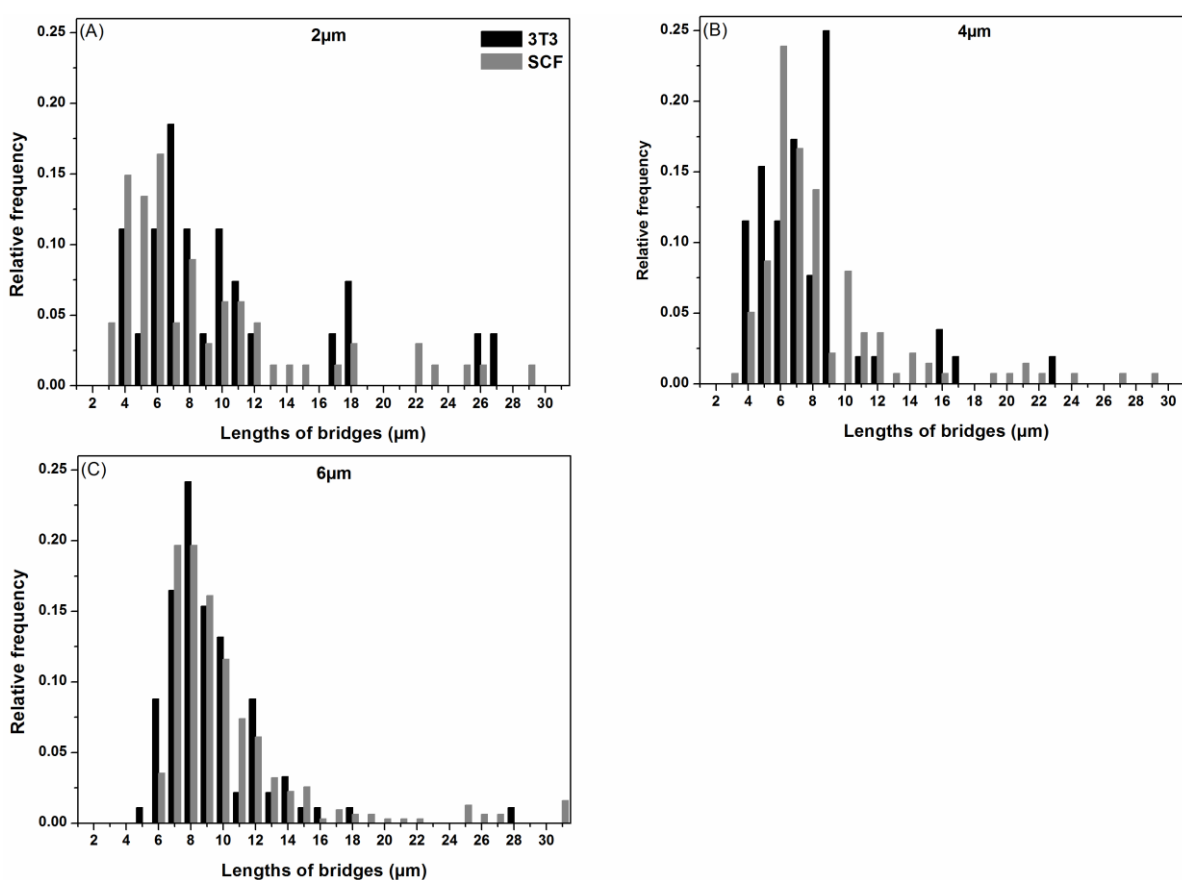 (A)
2µm
3T3
SCF
Relative frequency
0.25
0.20
0.15
0.10
0.05
0.00
2 4 6 8 10 12 14 16 18 20 22 24 26 28 30
Lengths of bridges (µm)
(B)
4µm
Relative frequency
0.25
0.20
0.15
0.10
0.05
0.00
2 4 6 8 10 12 14 16 18 20 22 24 26 28 30
Lengths of bridges (µm)
(C)
6µm
Relative frequency
0.25
0.20
0.15
0.10
0.05
0.00
2 4 6 8 10 12 14 16 18 20 22 24 26 28 30
Lengths of bridges (µm)